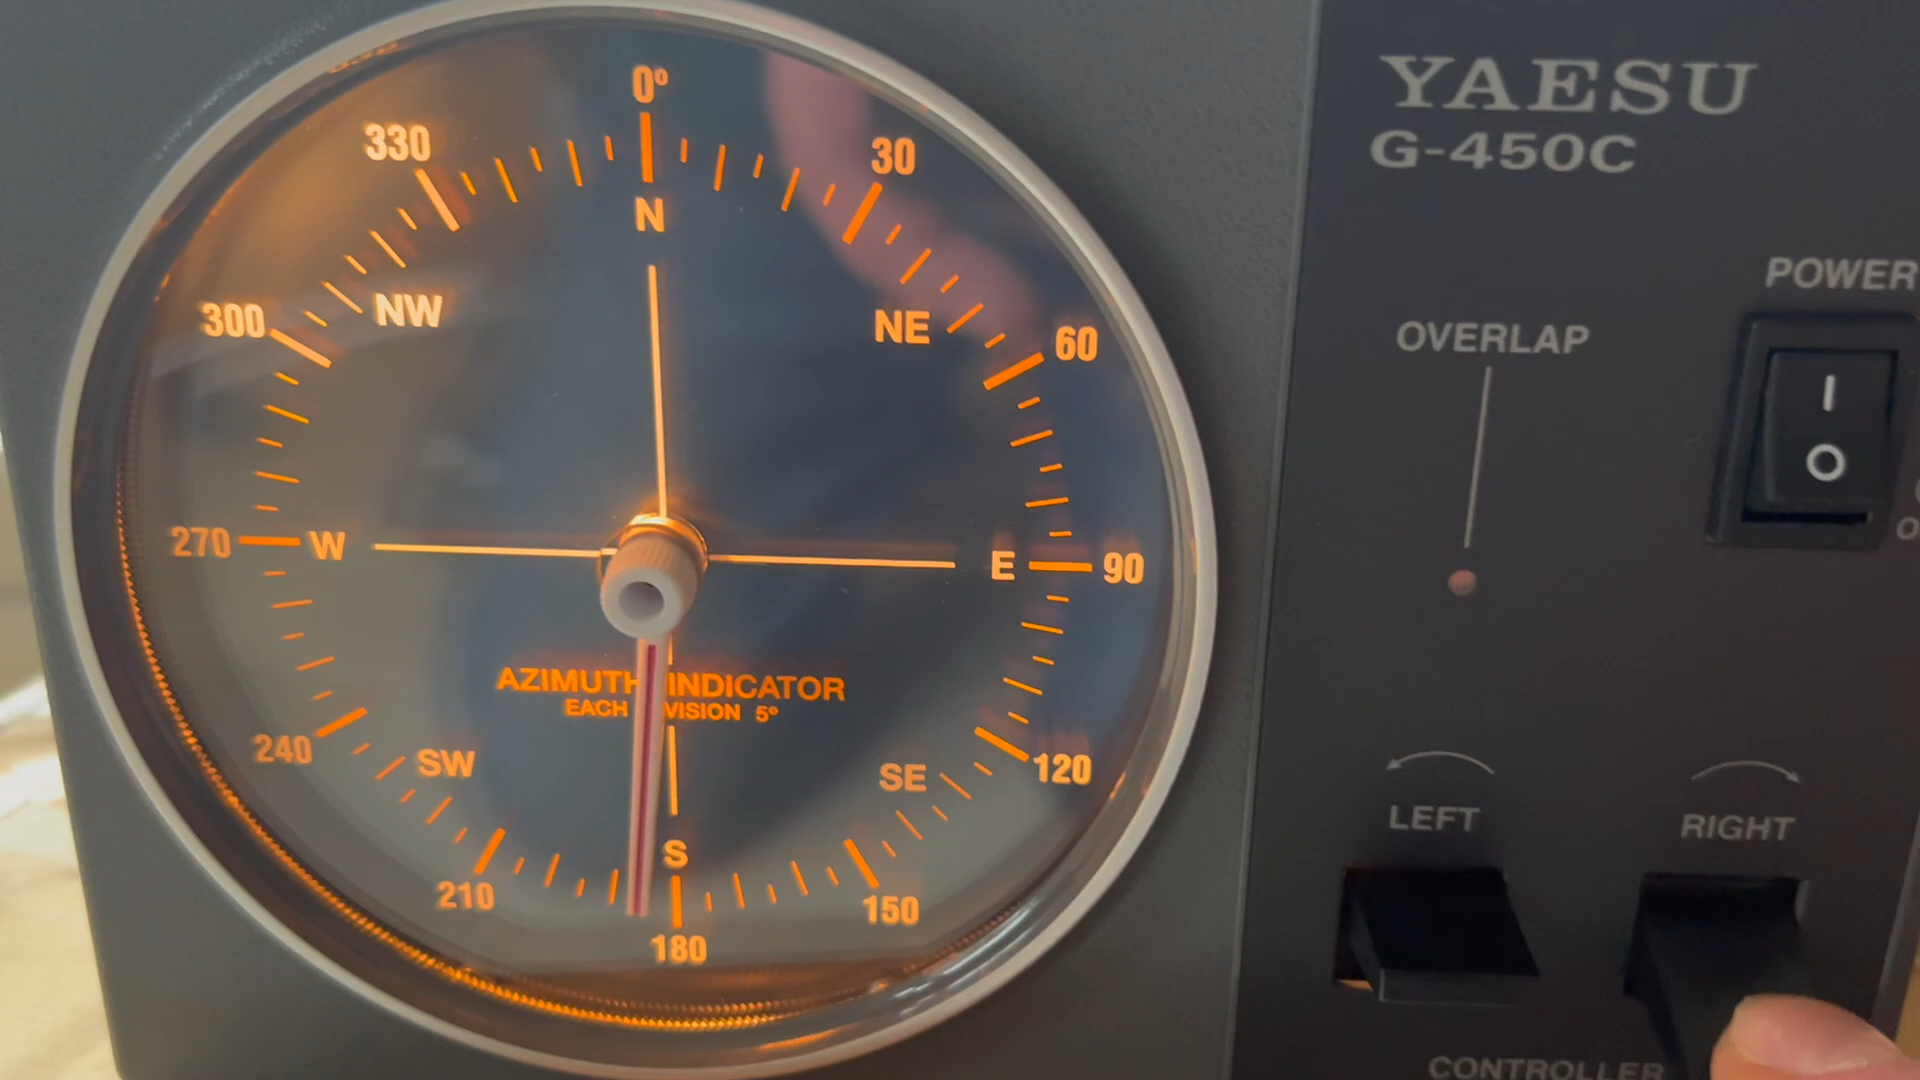 YAESU
G-450C
POWER
OVERLAP
0°
330
30
N
300
NW
NE
60
270
W
E
90
AZIMUTH INDICATOR
EACH VISION 5°
240
SW
SE
120
S
210
150
180
LEFT
RIGHT
CONTROLLER